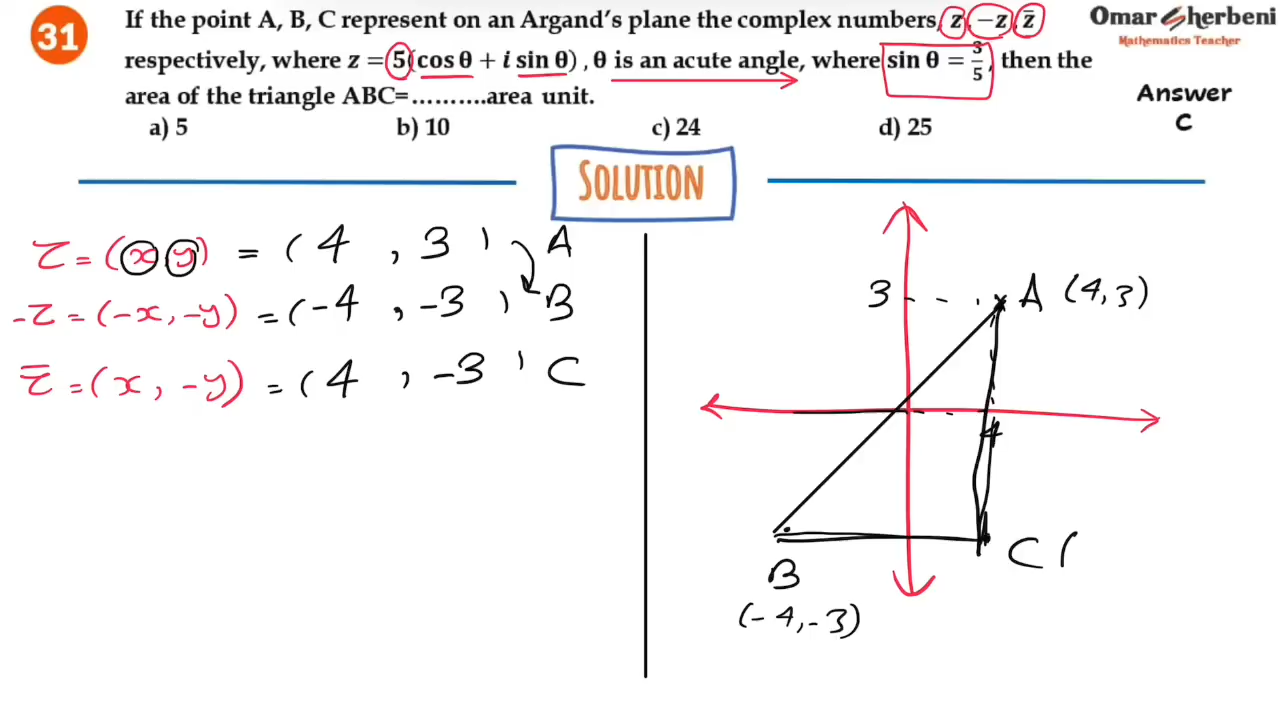 31
If the point A, B, C represent on an Argand's plane the complex numbers, z, −z, z̄
respectively, where z = 5(cos θ + i sin θ), θ is an acute angle, where sin θ = 3/5, then the
area of the triangle ABC=……….area unit.
a) 5 b) 10 c) 24 d) 25
Omar Sherbeni
Mathematics Teacher
Answer
C
SOLUTION
z = (x, y) = (4, 3) A
-z = (-x, -y) = (-4, -3) B
z̄ = (x, -y) = (4, -3) C
3 A (4,3)
4
B
(-4,-3)
C (